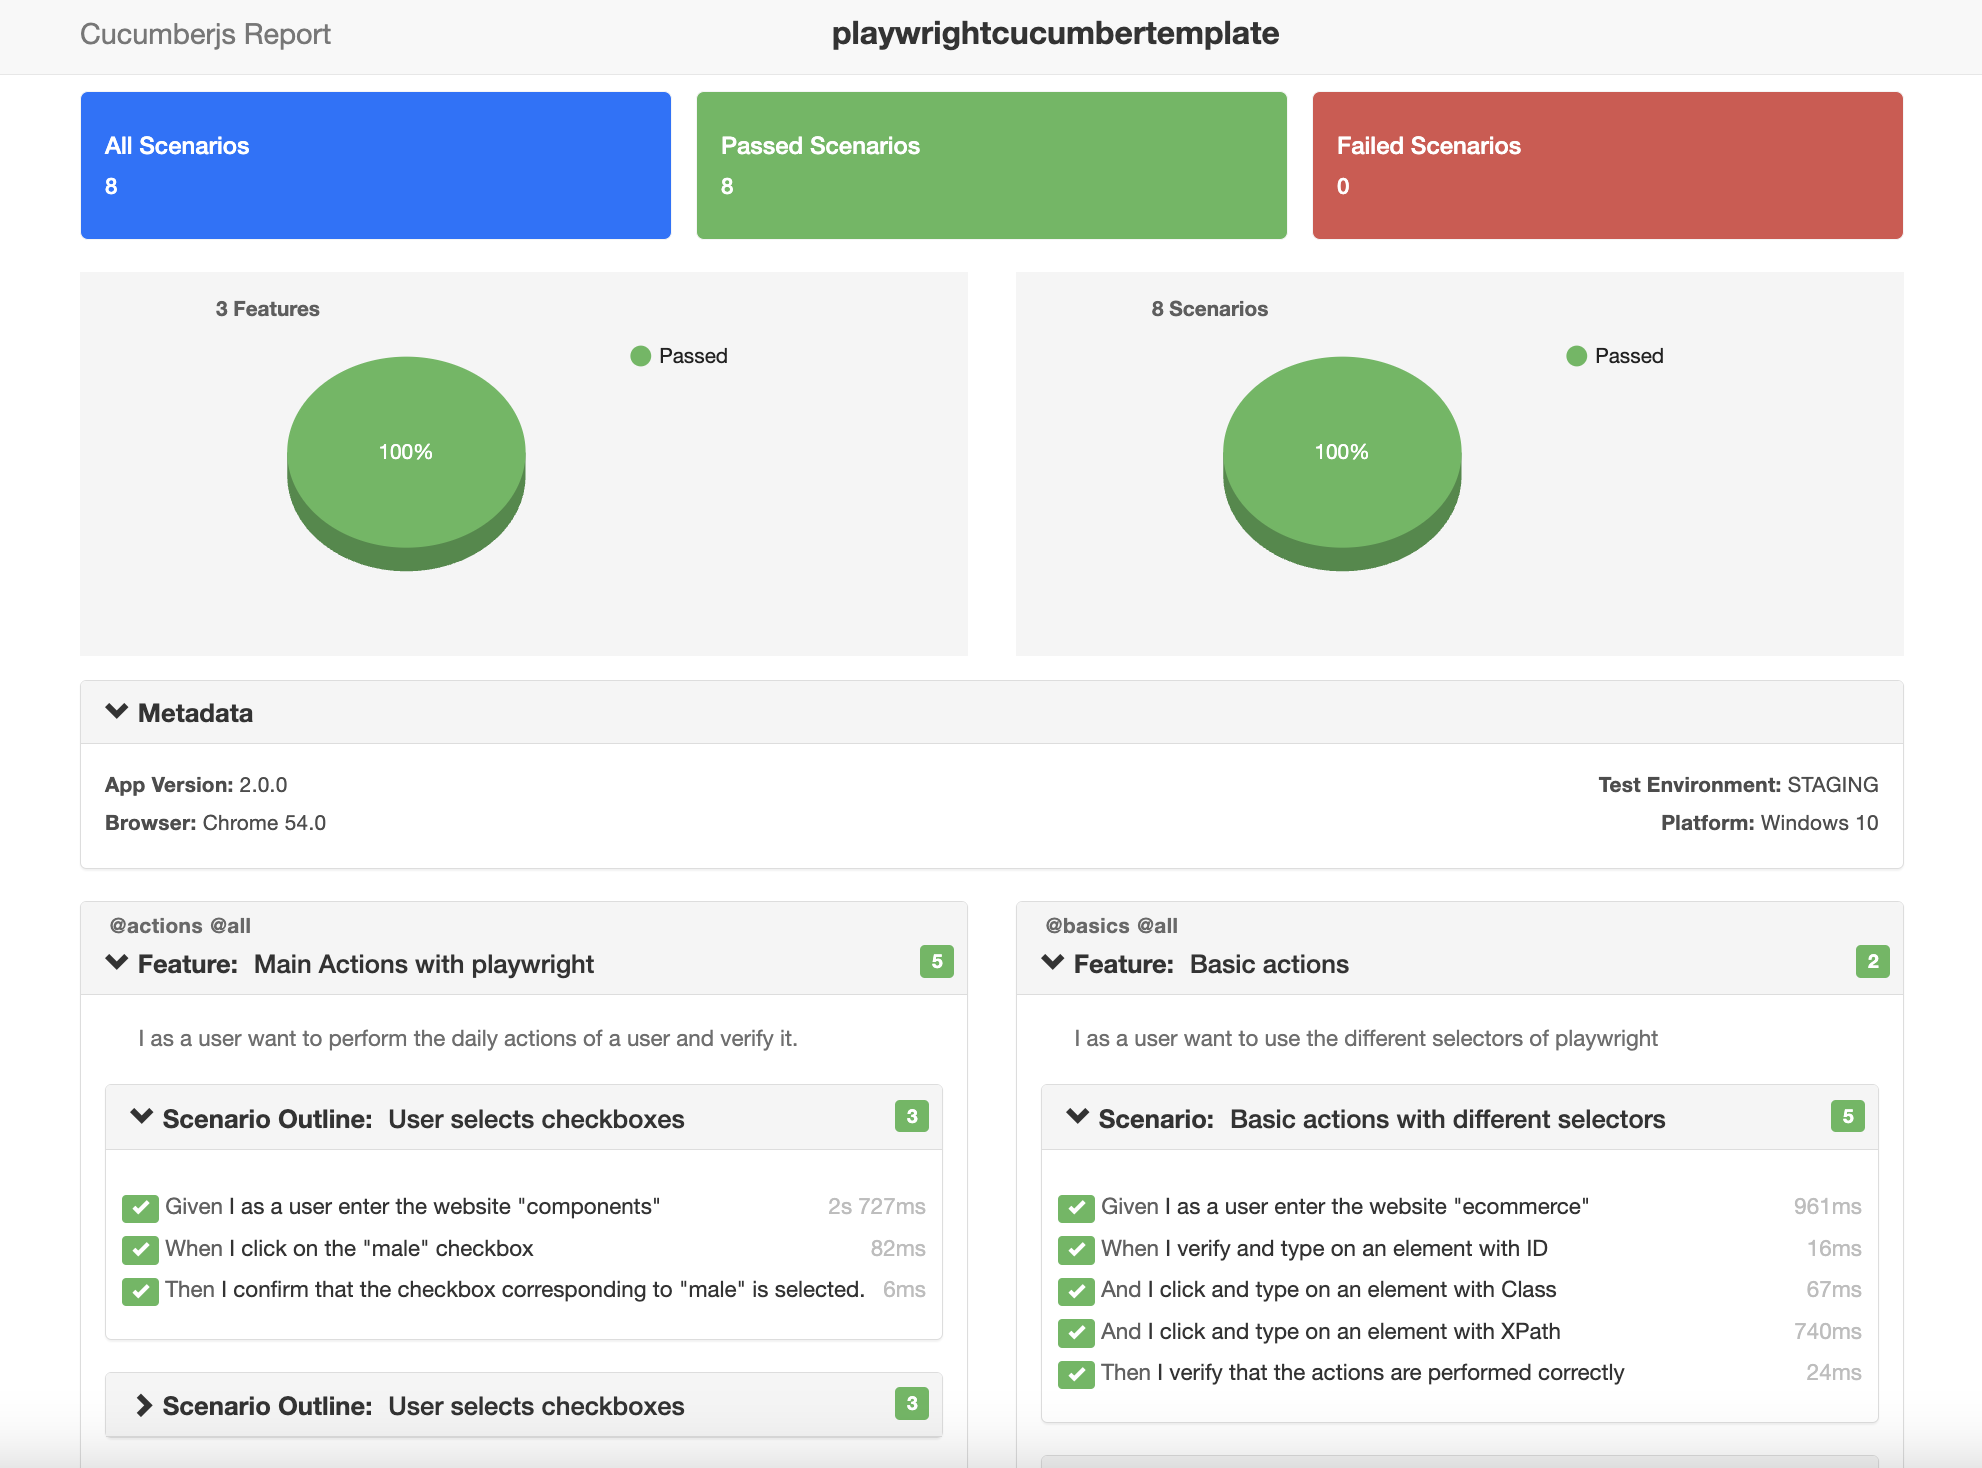 Cucumberjs Report
playwrightcucumbertemplate
All Scenarios
8
Passed Scenarios
8
Failed Scenarios
0
3 Features
Passed
100%
8 Scenarios
Passed
100%
Metadata
App Version: 2.0.0
Test Environment: STAGING
Browser: Chrome 54.0
Platform: Windows 10
@actions @all
Feature: Main Actions with playwright
5
I as a user want to perform the daily actions of a user and verify it.
Scenario Outline: User selects checkboxes
3
Given I as a user enter the website "components" 2s 727ms
When I click on the "male" checkbox 82ms
Then I confirm that the checkbox corresponding to "male" is selected. 6ms
Scenario Outline: User selects checkboxes
3
@basics @all
Feature: Basic actions
2
I as a user want to use the different selectors of playwright
Scenario: Basic actions with different selectors
5
Given I as a user enter the website "ecommerce" 961ms
When I verify and type on an element with ID 16ms
And I click and type on an element with Class 67ms
And I click and type on an element with XPath 740ms
Then I verify that the actions are performed correctly 24ms